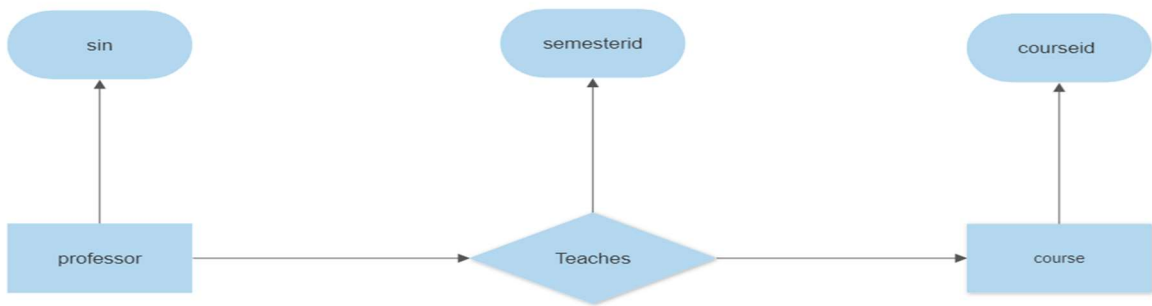 sin
semesterid
courseid
professor
Teaches
course